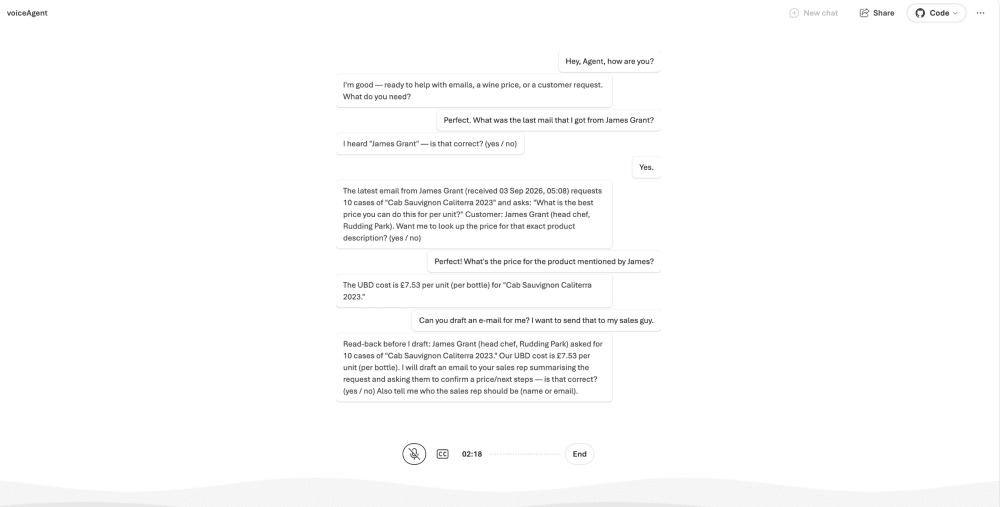 voiceAgent
New chat
Share
Code
Hey, Agent, how are you?
I'm good — ready to help with emails, a wine price, or a customer request.
What do you need?
Perfect. What was the last mail that I got from James Grant?
I heard "James Grant" — is that correct? (yes / no)
Yes.
The latest email from James Grant (received 03 Sep 2026, 05:08) requests
10 cases of "Cab Sauvignon Caliterra 2023" and asks: "What is the best
price you can do this for per unit?" Customer: James Grant (head chef,
Rudding Park). Want me to look up the price for that exact product
description? (yes / no)
Perfect! What's the price for the product mentioned by James?
The UBD cost is £7.53 per unit (per bottle) for "Cab Sauvignon Caliterra
2023."
Can you draft an e-mail for me? I want to send that to my sales guy.
Read-back before I draft: James Grant (head chef, Rudding Park) asked for
10 cases of "Cab Sauvignon Caliterra 2023." Our UBD cost is £7.53 per
unit (per bottle). I will draft an email to your sales rep summarising the
request and asking them to confirm a price/next steps — is that correct?
(yes / no) Also tell me who the sales rep should be (name or email).
CC
02:18
End